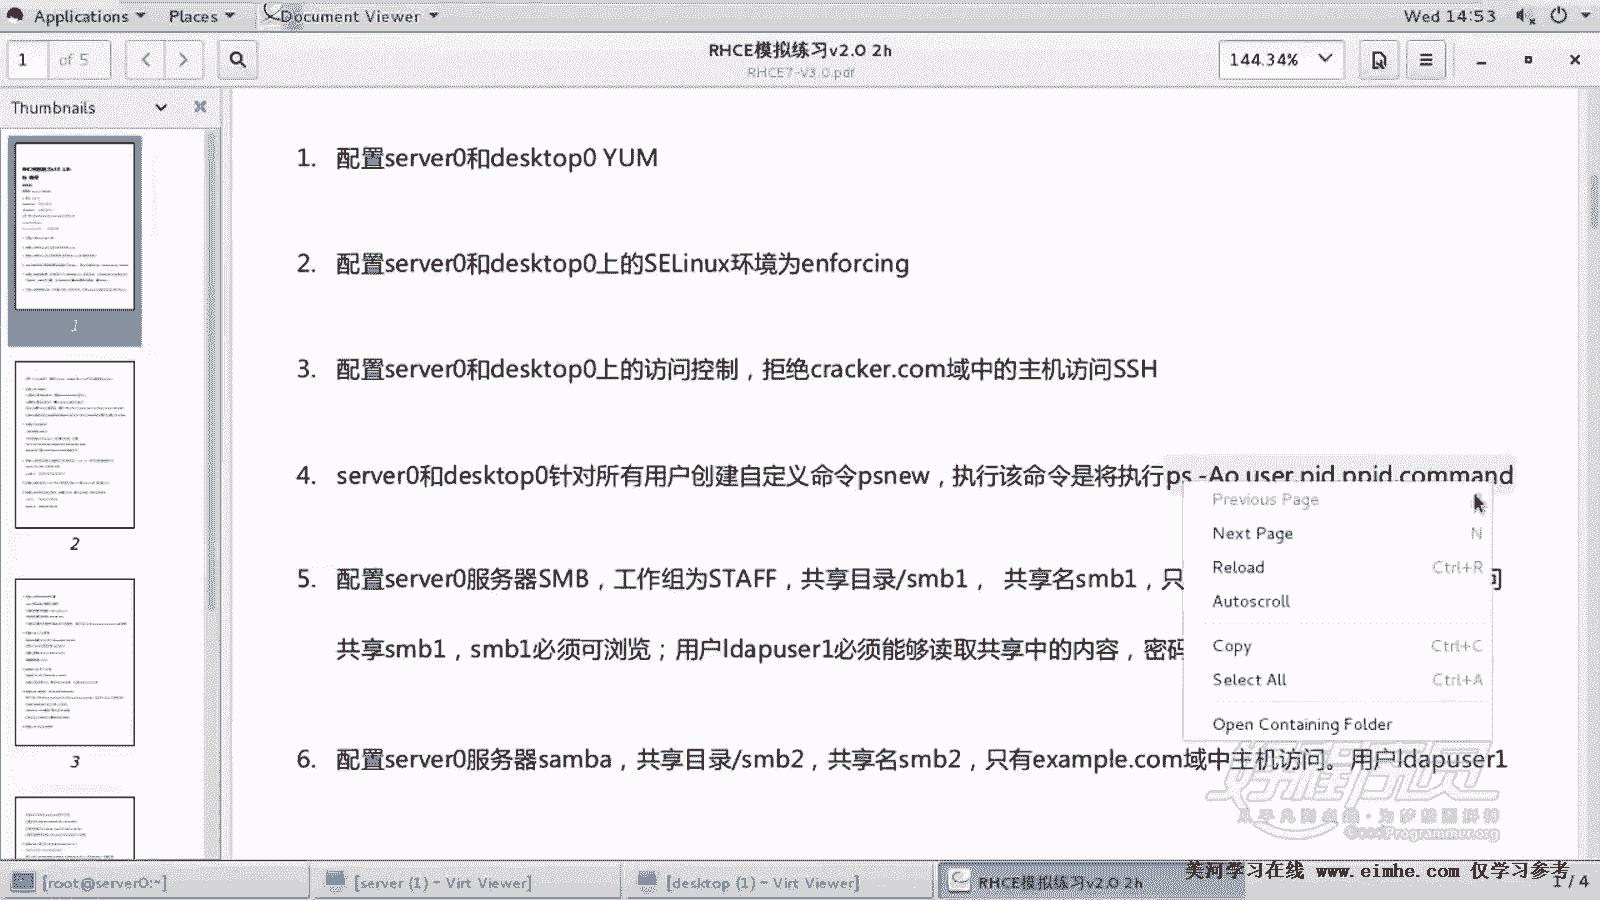 Applications Places Document Viewer Wed 14:53
1 of 5 RHCE模拟练习v2.0 2h 144.34%
RHCE7-V3.0.pdf
Thumbnails
1
2
3
1. 配置server0和desktop0 YUM
2. 配置server0和desktop0上的SELinux环境为enforcing
3. 配置server0和desktop0上的访问控制，拒绝cracker.com域中的主机访问SSH
4. server0和desktop0针对所有用户创建自定义命令psnew，执行该命令是将执行ps -Ao user,pid,ppid,command
5. 配置server0服务器SMB，工作组为STAFF，共享目录/smb1， 共享名smb1，只
共享smb1，smb1必须可浏览；用户ldapuser1必须能够读取共享中的内容，密码
6. 配置server0服务器samba，共享目录/smb2，共享名smb2，只有example.com域中主机访问。用户ldapuser1
Previous Page
Next Page N
Reload Ctrl+R
Autoscroll
Copy Ctrl+C
Select All Ctrl+A
Open Containing Folder
GoodProgrammer.org
[root@server0:~] [server (1) - Virt Viewer] [desktop (1) - Virt Viewer] RHCE模拟练习v2.0 2h 1 / 4
美河学习在线 www.eimhe.com 仅学习参考